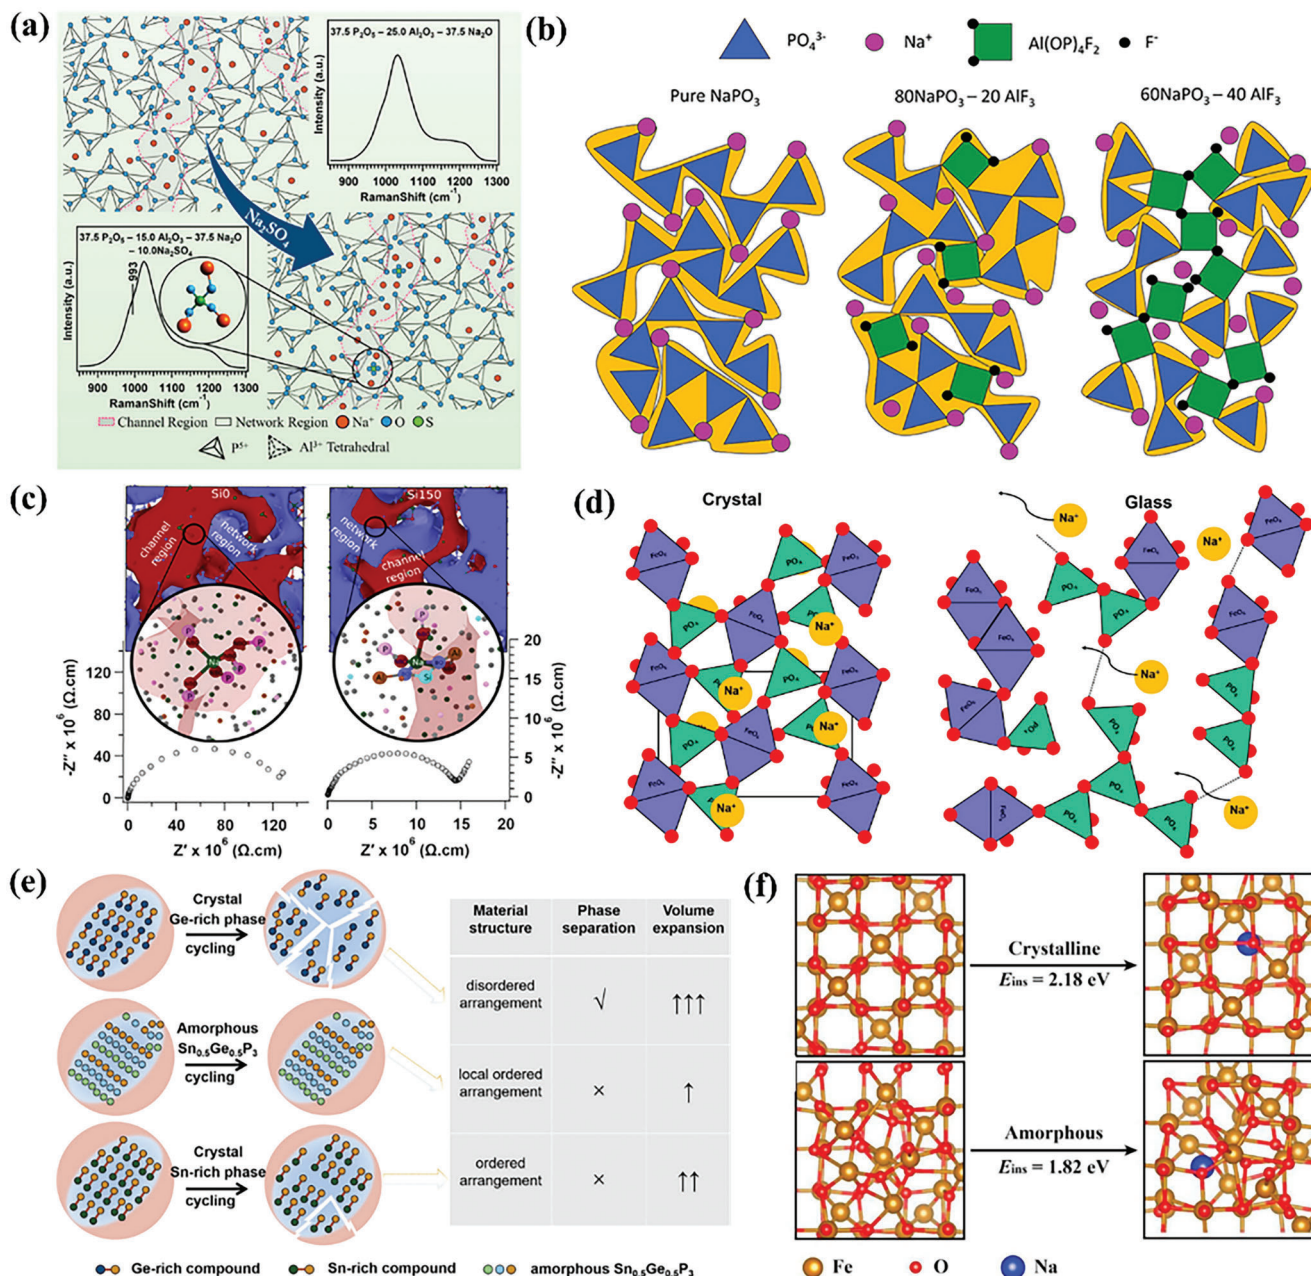 (a)
37.5 P₂O₅ – 25.0 Al₂O₃ – 37.5 Na₂O
Intensity (a.u.)
900 1000 1100 1200 1300
RamanShift (cm⁻¹)
Na₂SO₄
37.5 P₂O₅ – 15.0 Al₂O₃ – 37.5 Na₂O
– 10.0Na₂SO₄
993
Intensity (a.u.)
900 1000 1100 1200 1300
RamanShift (cm⁻¹)
Channel Region Network Region Na⁺ O S
P⁵⁺ Al³⁺ Tetrahedral
(b)
PO₄³⁻ Na⁺ Al(OP)₄F₂ F⁻
Pure NaPO₃ 80NaPO₃ – 20 AlF₃ 60NaPO₃ – 40 AlF₃
(c)
Si0 Si150
channel region
network region
network region
channel region
P P P P P Na
P Na Al Al Si
-Z″ x 10⁶ (Ω.cm)
120
80
40
0
0 40 80 120
Z′ x 10⁶ (Ω.cm)
20
15
10
5
0
-Z″ x 10⁶ (Ω.cm)
0 5 10 15 20
Z′ x 10⁶ (Ω.cm)
(d)
Crystal Glass
FeO₆ PO₄ Na⁺
(e)
Crystal
Ge-rich phase
cycling
Amorphous
Sn₀.₅Ge₀.₅P₃
cycling
Crystal
Sn-rich phase
cycling
Material structure Phase separation Volume expansion
disordered arrangement √ ↑↑↑
local ordered arrangement × ↑
ordered arrangement × ↑↑
Ge-rich compound Sn-rich compound amorphous Sn₀.₅Ge₀.₅P₃
(f)
Crystalline
Eins = 2.18 eV
Amorphous
Eins = 1.82 eV
Fe O Na